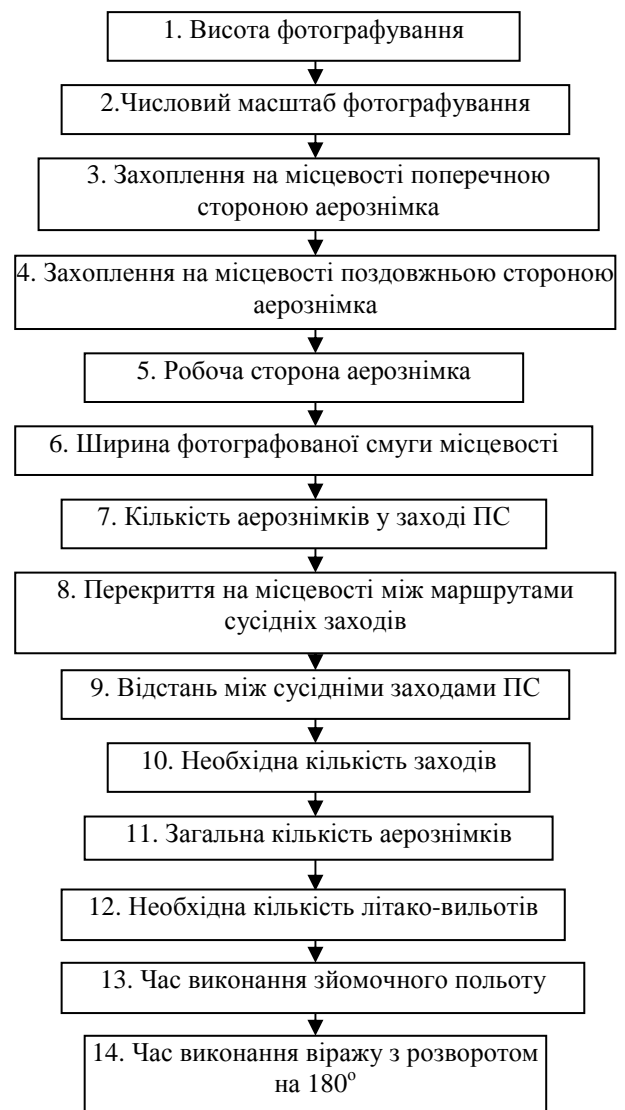 1. Висота фотографування
2.Числовий масштаб фотографування
3. Захоплення на місцевості поперечною
стороною аерознімка
4. Захоплення на місцевості поздовжньою стороною
аерознімка
5. Робоча сторона аерознімка
6. Ширина фотографованої смуги місцевості
7. Кількість аерознімків у заході ПС
8. Перекриття на місцевості між маршрутами
сусідніх заходів
9. Відстань між сусідніми заходами ПС
10. Необхідна кількість заходів
11. Загальна кількість аерознімків
12. Необхідна кількість літако-вильотів
13. Час виконання зйомочного польоту
14. Час виконання віражу з розворотом
на 180º